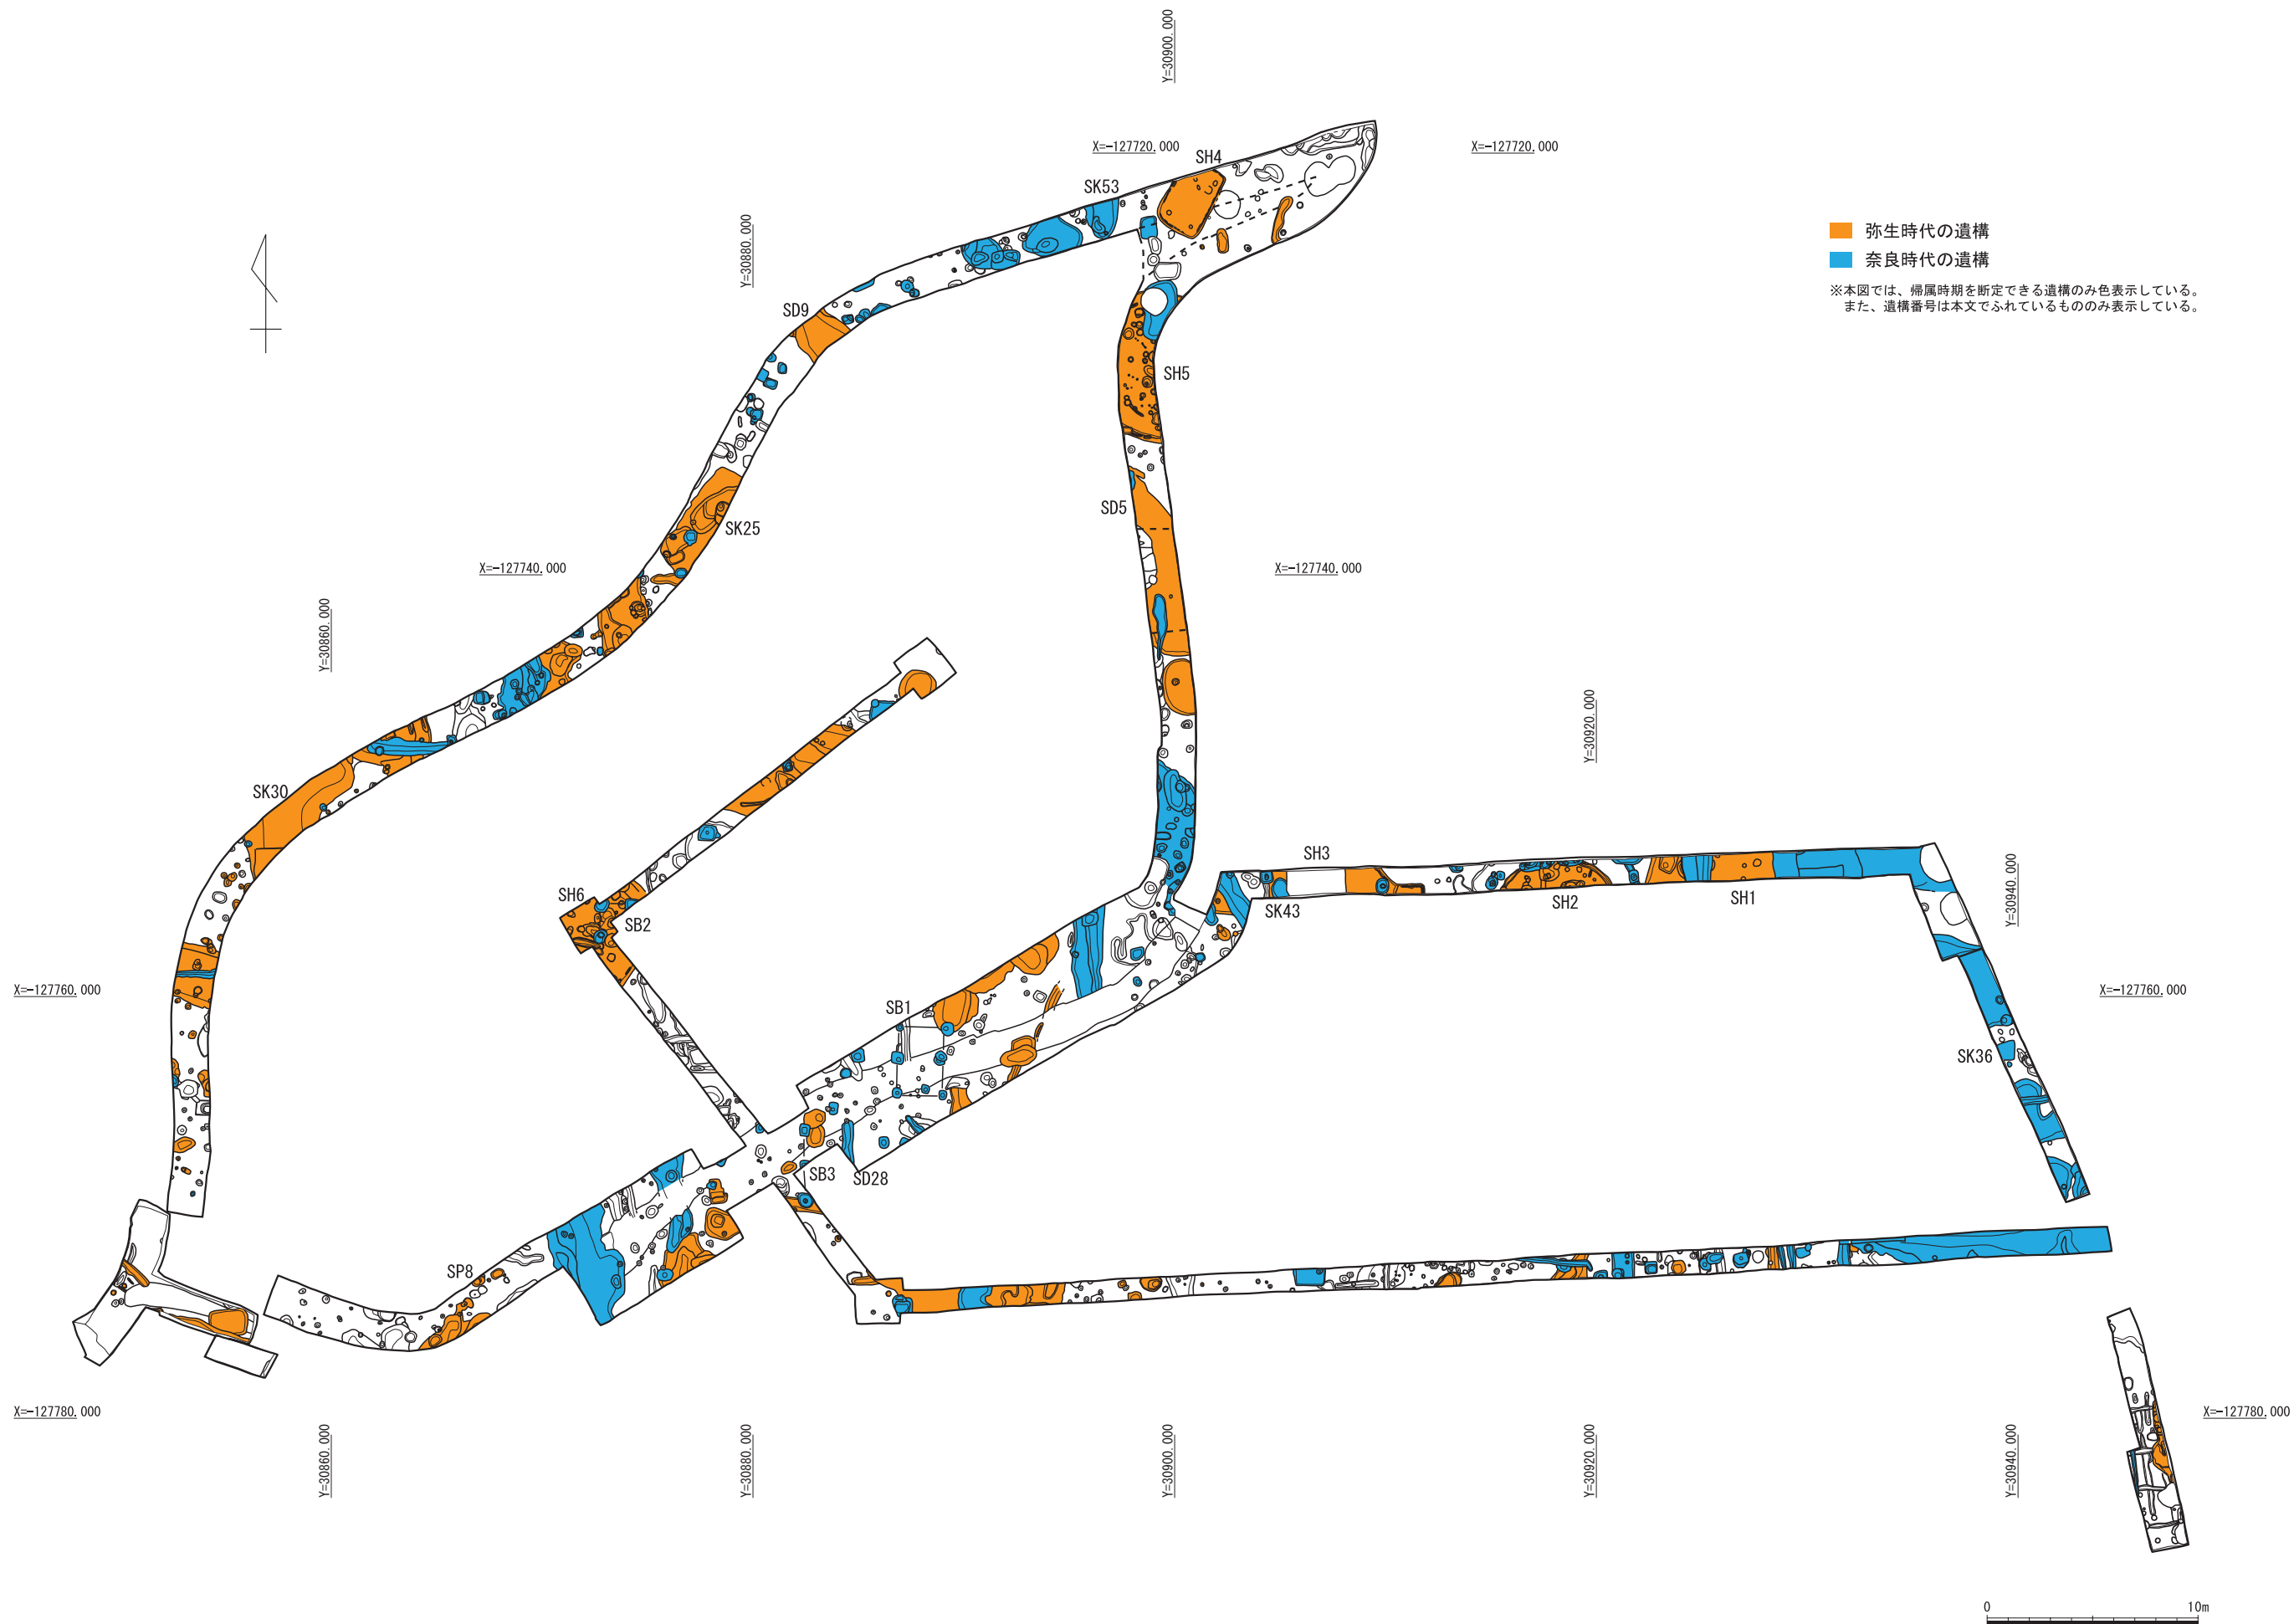 Y=30900.000
X=-127720.000
X=-127720.000
SH4
SK53
Y=30880.000
弥生時代の遺構
奈良時代の遺構
※本図では、帰属時期を断定できる遺構のみ色表示している。
また、遺構番号は本文でふれているもののみ表示している。
SD9
SH5
SD5
SK25
X=-127740.000
X=-127740.000
Y=30860.000
Y=30920.000
SK30
SH3
SH6
SB2
SK43
SH2
SH1
Y=30940.000
X=-127760.000
X=-127760.000
SB1
SK36
SB3
SD28
SP8
X=-127780.000
X=-127780.000
Y=30860.000
Y=30880.000
Y=30900.000
Y=30920.000
Y=30940.000
0
10m